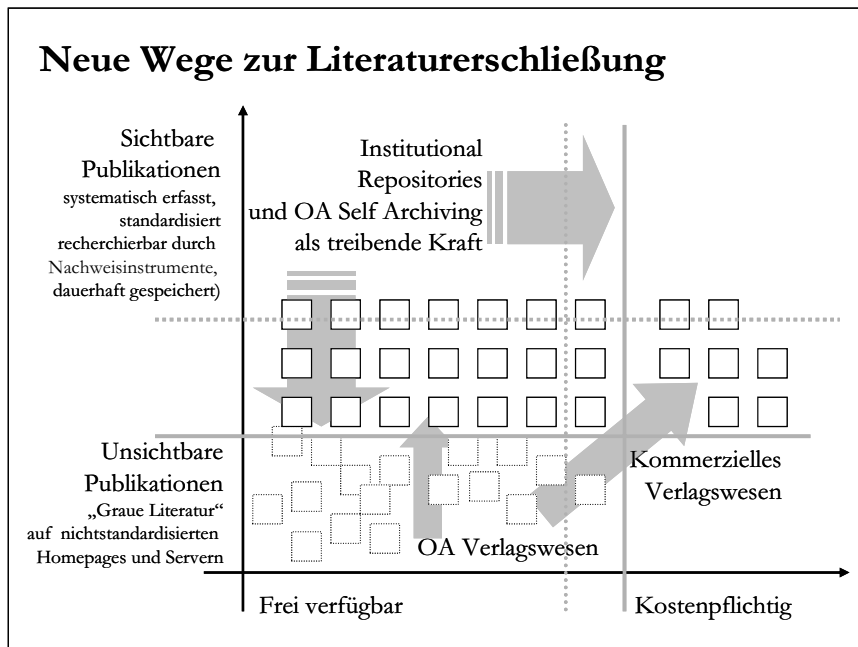 Neue Wege zur Literaturerschließung
Sichtbare
Publikationen
systematisch erfasst,
standardisiert
recherchierbar durch
Nachweisinstrumente,
dauerhaft gespeichert)
Institutional
Repositories
und OA Self Archiving
als treibende Kraft
Unsichtbare
Publikationen
„Graue Literatur“
auf nichtstandardisierten
Homepages und Servern
Kommerzielles
Verlagswesen
OA Verlagswesen
Frei verfügbar
Kostenpflichtig